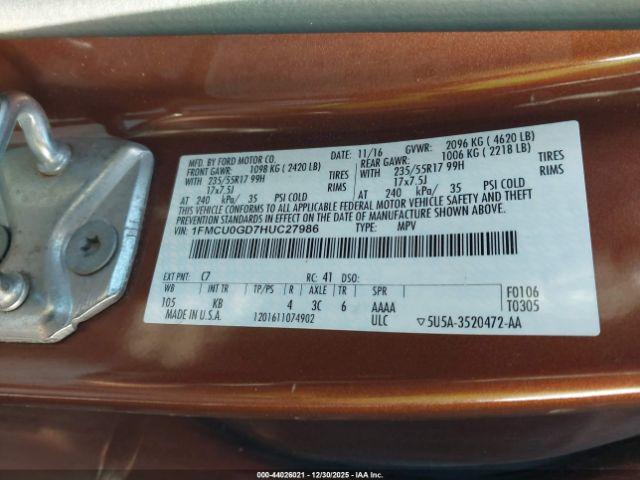 MFD. BY FORD MOTOR CO. DATE: 11/16 GVWR: 2096 KG ( 4620 LB)
FRONT GAWR: 1098 KG ( 2420 LB) REAR GAWR: 1006 KG ( 2218 LB)
235/55R17 99H TIRES 235/55R17 99H TIRES
17x7.5J RIMS 17x7.5J RIMS
AT 240 kPa/ 35 PSI COLD AT 240 kPa/ 35 PSI COLD
THIS VEHICLE CONFORMS TO ALL APPLICABLE FEDERAL MOTOR VEHICLE SAFETY AND THEFT
PREVENTION STANDARDS IN EFFECT ON THE DATE OF MANUFACTURE SHOWN ABOVE.
VIN: 1FMCU0GD7HUC27986 TYPE: MPV
EXT PNT: C7 RC: 41 DSO:
WB INT TR TP/PS R AXLE TR SPR F0106
105 KB 4 3C 6 AAAA T0305
MADE IN U.S.A. 1201611074902 ULC ▽5U5A-3520472-AA
000-44026021 - 12/30/2025 - IAAI.COM